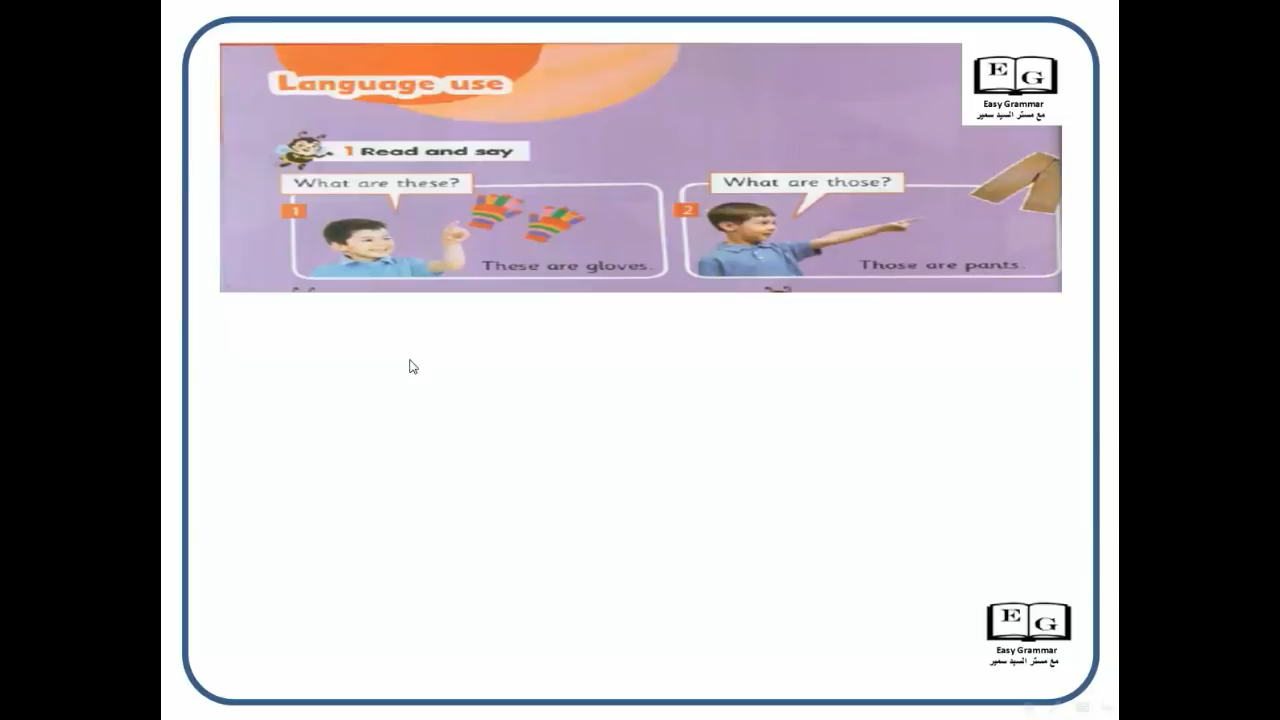 Language use
E G
Easy Grammar
مع مستر السيد سمير
1 Read and say
What are these?
1
These are gloves.
What are those?
2
Those are pants.
E G
Easy Grammar
مع مستر السيد سمير